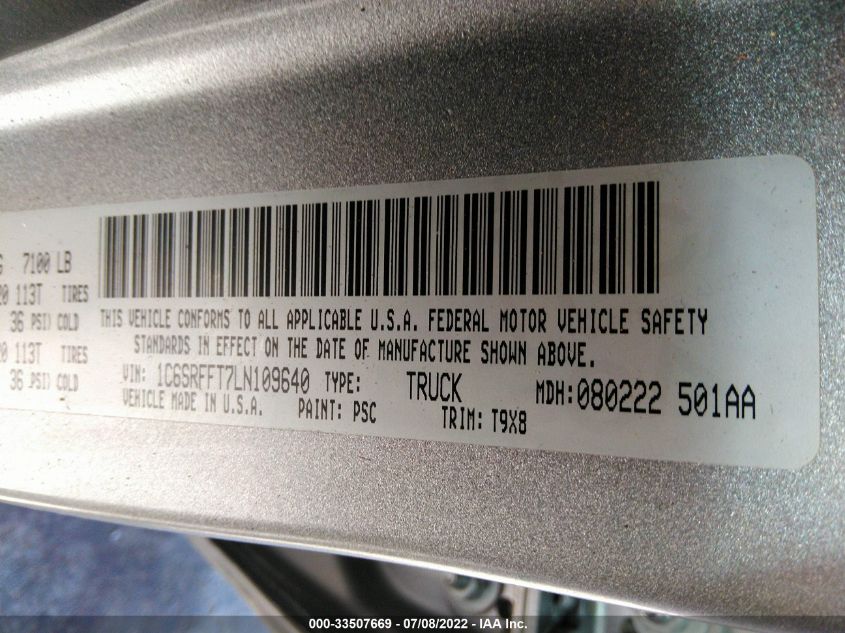 7100 LB
113T TIRES
36 PSI) COLD
113T TIRES
36 PSI) COLD
THIS VEHICLE CONFORMS TO ALL APPLICABLE U.S.A. FEDERAL MOTOR VEHICLE SAFETY
STANDARDS IN EFFECT ON THE DATE OF MANUFACTURE SHOWN ABOVE.
VIN: 1C6SRFFT7LN109640 TYPE: TRUCK MDH:080222 501AA
VEHICLE MADE IN U.S.A. PAINT: PSC TRIM: T9X8
000-33507669 - 07/08/2022 - IAA Inc.